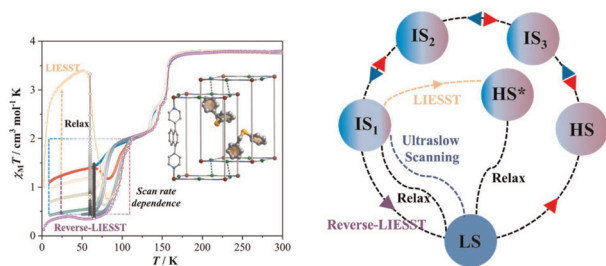 χMT / cm³ mol⁻¹ K
4
3
2
1
0
LIESST
Relax
Scan rate
dependence
Reverse-LIESST
0 50 100 150 200 250 300
T / K
IS₂
IS₃
IS₁
HS*
HS
LIESST
Ultraslow
Scanning
Relax
Relax
Reverse-LIESST
LS